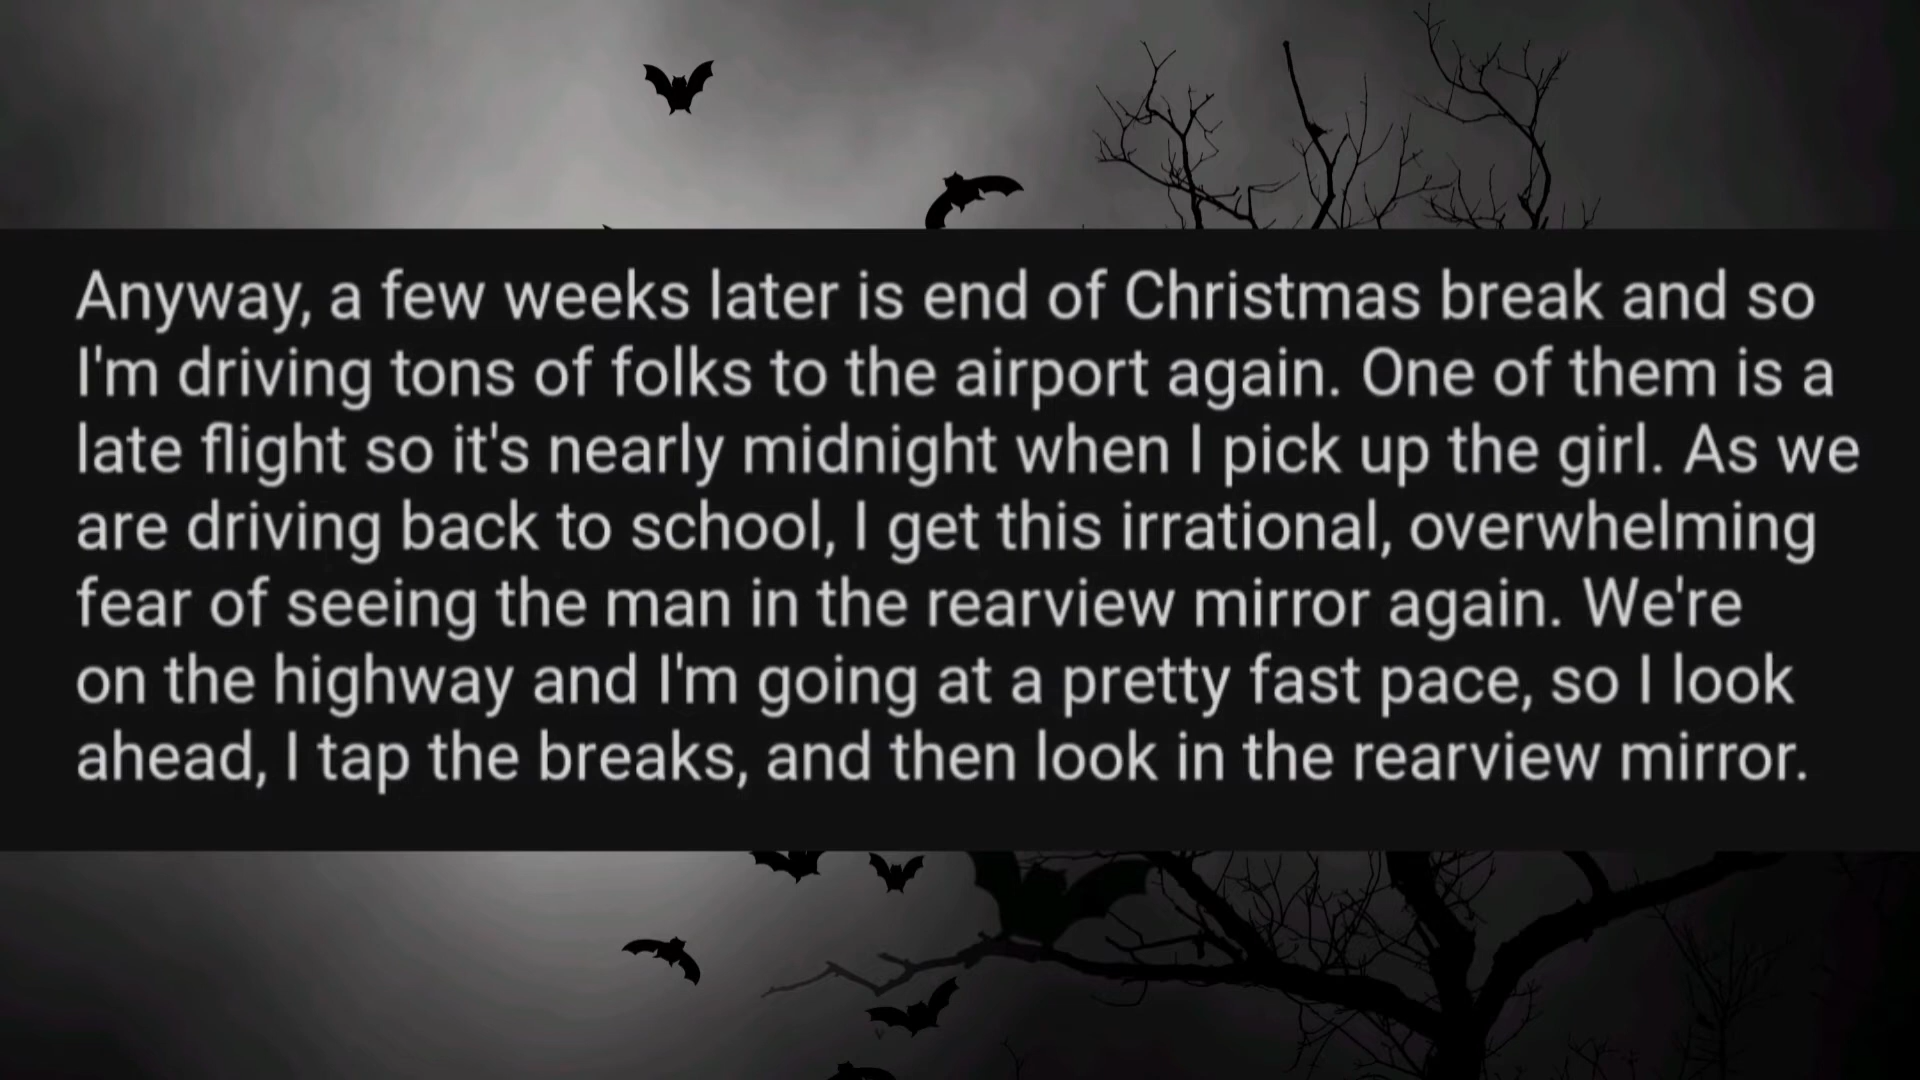 Anyway, a few weeks later is end of Christmas break and so
I'm driving tons of folks to the airport again. One of them is a
late flight so it's nearly midnight when I pick up the girl. As we
are driving back to school, I get this irrational, overwhelming
fear of seeing the man in the rearview mirror again. We're
on the highway and I'm going at a pretty fast pace, so I look
ahead, I tap the breaks, and then look in the rearview mirror.